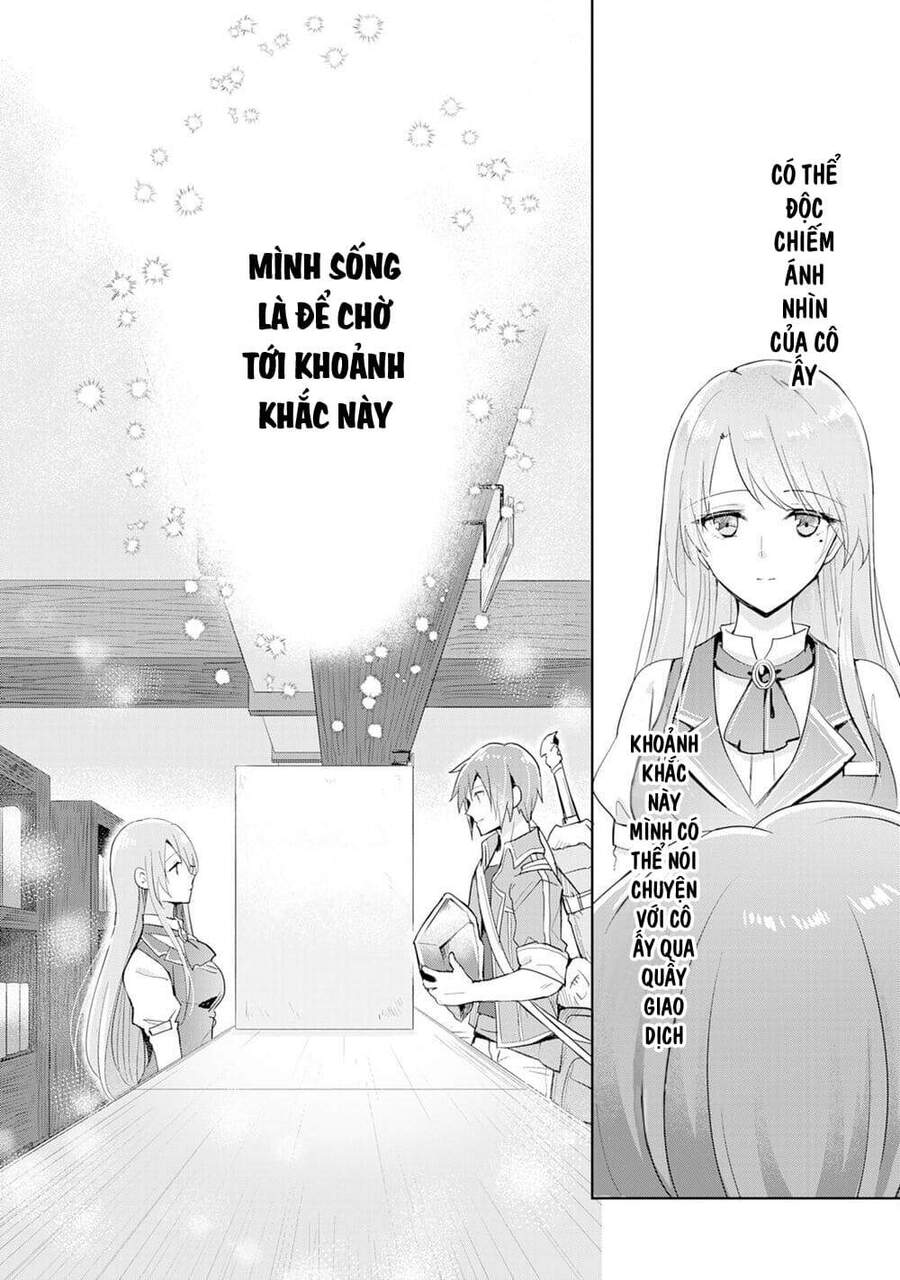 CÓ THỂ
ĐỘC
CHIẾM
ÁNH
NHÌN
CỦA CÔ
ẤY
KHOẢNH
KHẮC
NÀY
MÌNH CÓ
THỂ NÓI
CHUYỆN
VỚI CÔ
ẤY QUA
QUẦY
GIAO
DỊCH
MÌNH SỐNG
LÀ ĐỂ CHỜ
TỚI KHOẢNH
KHẮC NÀY